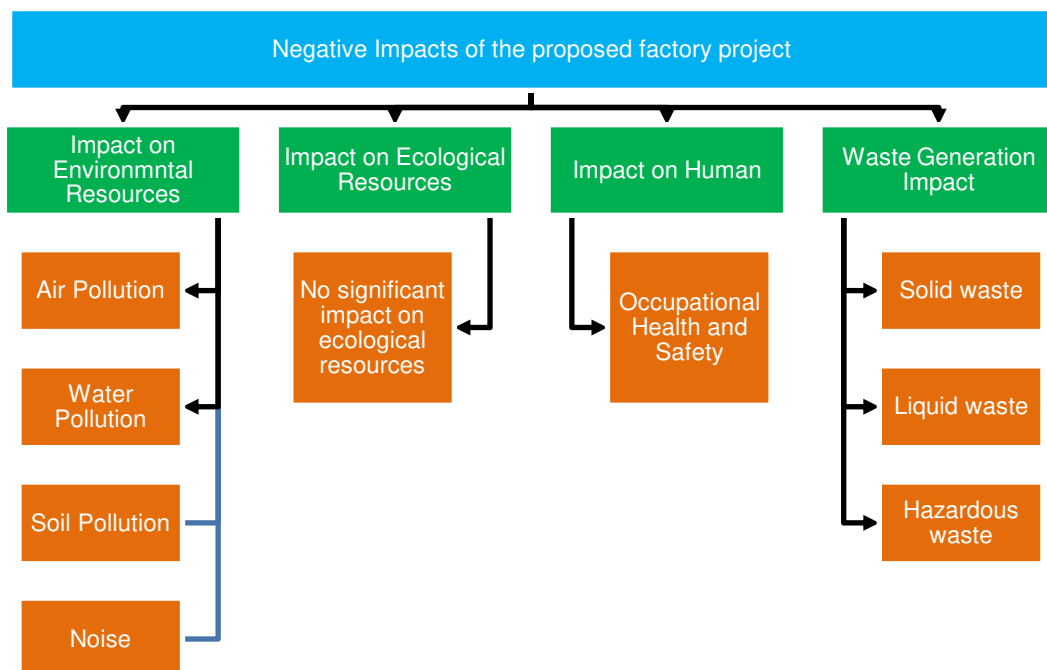 Negative Impacts of the proposed factory project
Impact on
Environmntal
Resources
Impact on Ecological
Resources
Impact on Human
Waste Generation
Impact
Air Pollution
Water
Pollution
Soil Pollution
Noise
No significant
impact on
ecological
resources
Occupational
Health and
Safety
Solid waste
Liquid waste
Hazardous
waste